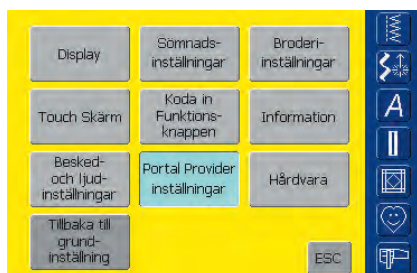 Display
Sömnads-
inställningar
Broderi-
inställningar
Touch Skärm
Koda in
Funktions-
knappen
Information
Besked-
och ljud-
inställningar
Portal Provider
inställningar
Hårdvara
Tillbaka till
grund-
inställning
ESC
A